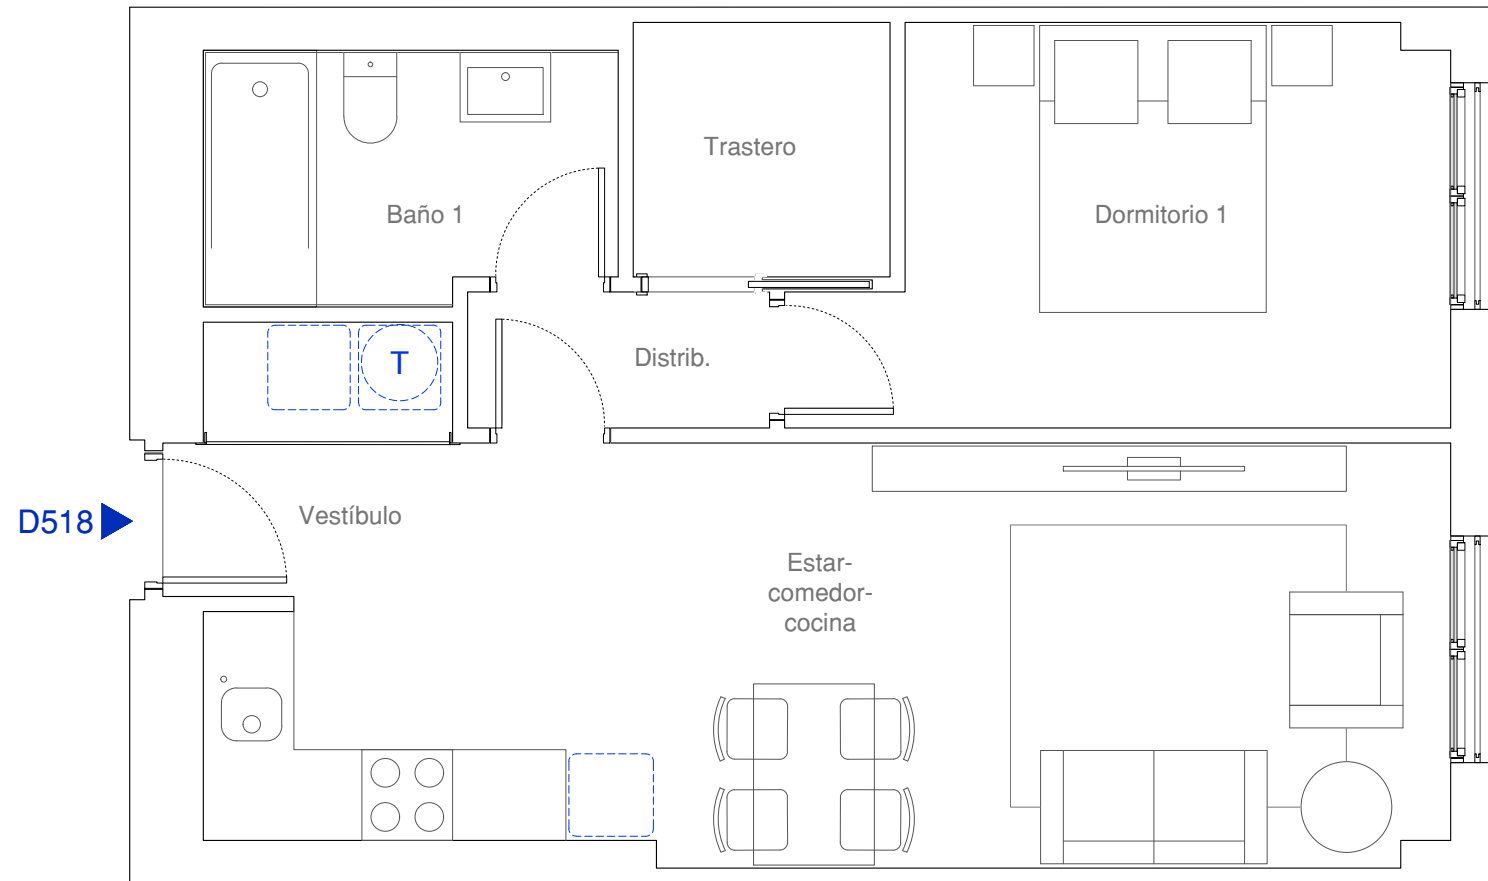 Trastero
Baño 1
Dormitorio 1
Distrib.
T
D518
Vestíbulo
Estar-
comedor-
cocina